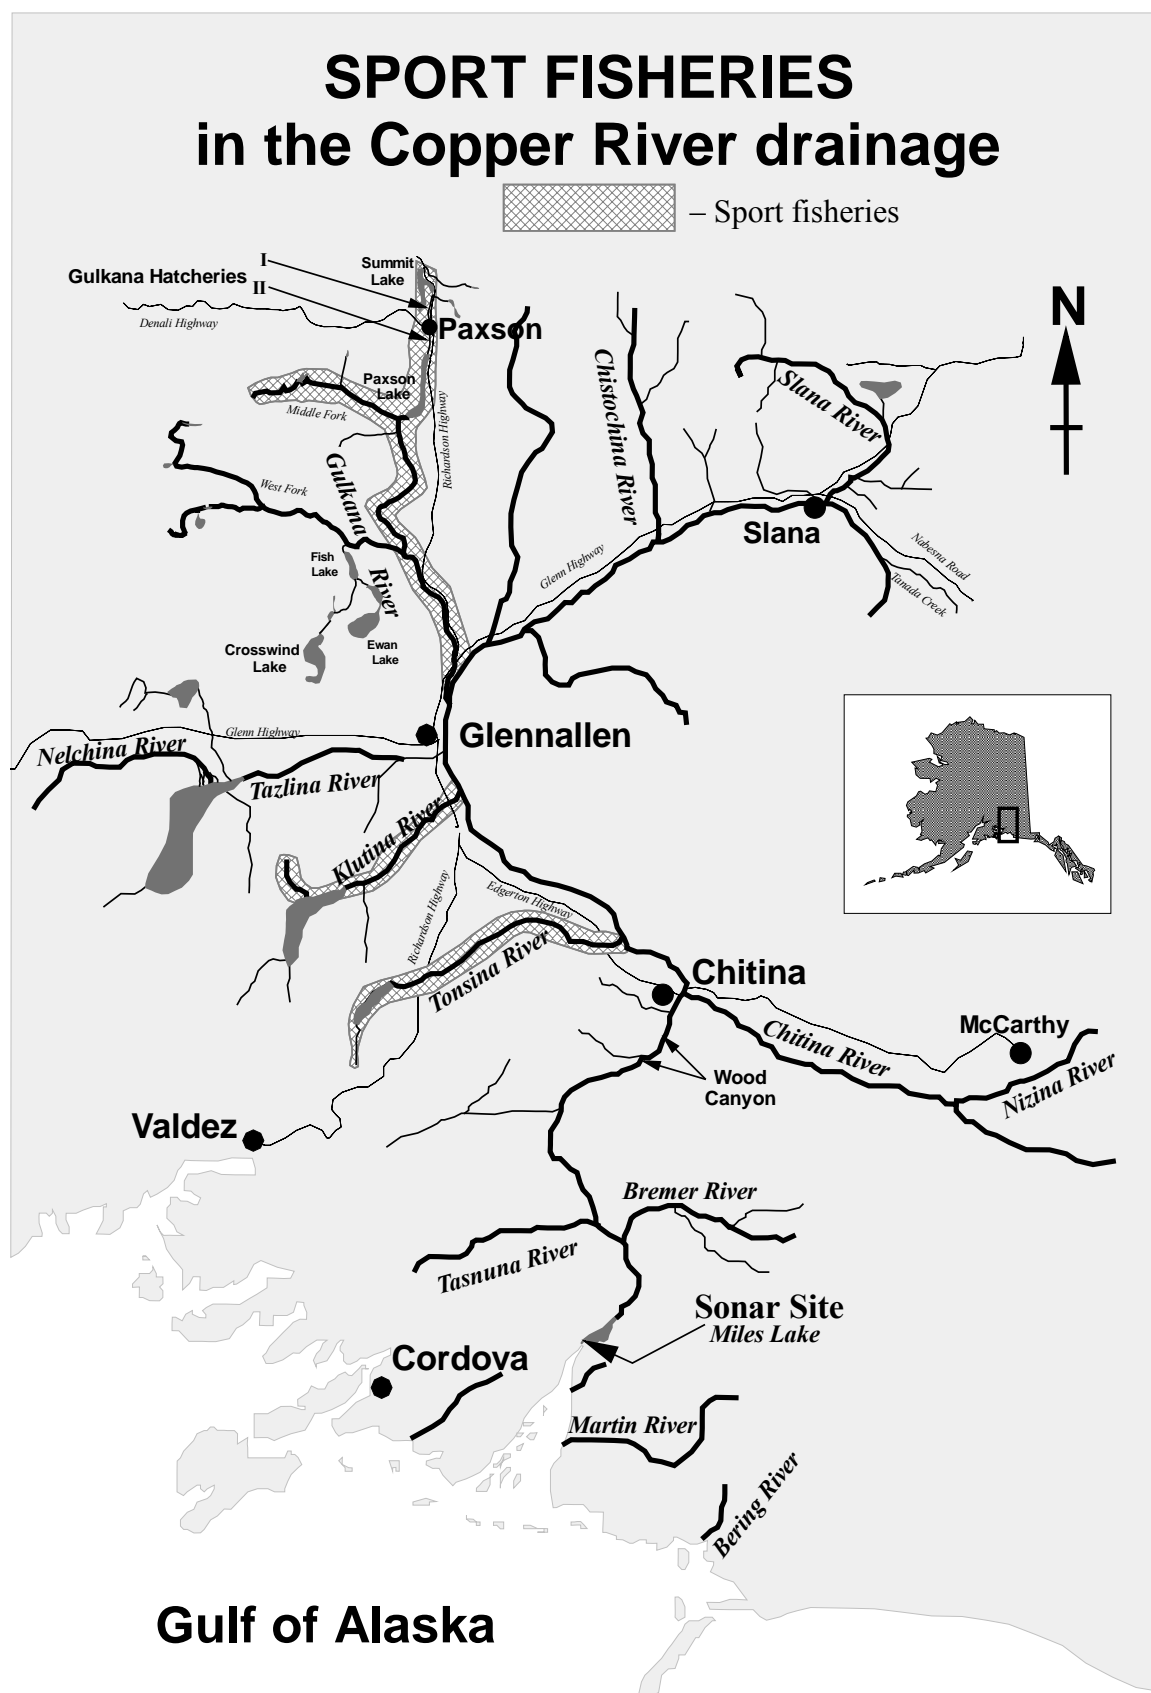 SPORT FISHERIES
in the Copper River drainage
– Sport fisheries
I
Gulkana Hatcheries
II
Summit
Lake
Denali Highway
Paxson
N
Paxson
Lake
Middle Fork
Richardson Highway
Chistochina River
Slana River
Gulkana
River
West Fork
Slana
Fish
Lake
Glenn Highway
Nabesna Road
Tanada Creek
Crosswind
Lake
Ewan
Lake
Glenn Highway
Nelchina River
Glennallen
Tazlina River
Klutina River
Richardson Highway
Edgerton Highway
Tonsina River
Chitina
Chitina River
McCarthy
Nizina River
Wood
Canyon
Valdez
Bremer River
Tasnuna River
Sonar Site
Miles Lake
Cordova
Martin River
Bering River
Gulf of Alaska